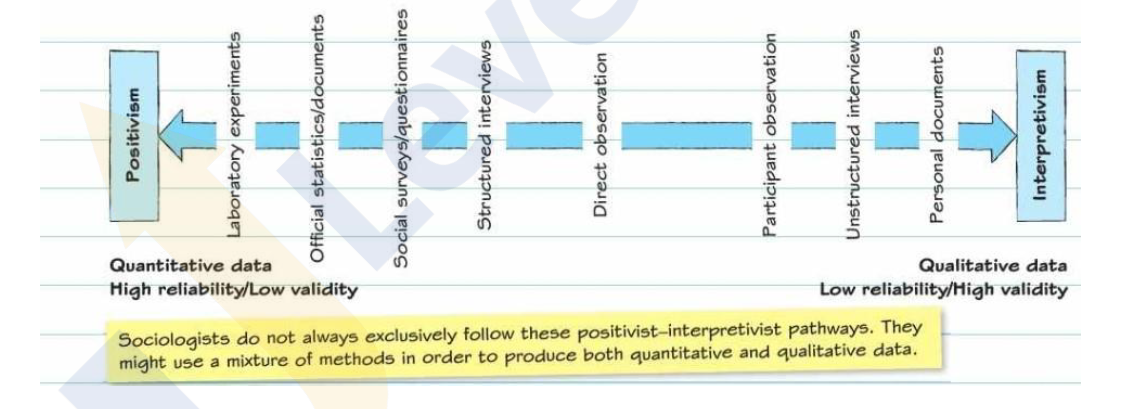 Positivism
Laboratory experiments
Official statistics/documents
Social surveys/questionnaires
Structured interviews
Direct observation
Participant observation
Unstructured interviews
Personal documents
Interpretivism
Quantitative data
High reliability/Low validity
Qualitative data
Low reliability/High validity
Sociologists do not always exclusively follow these positivist–interpretivist pathways. They
might use a mixture of methods in order to produce both quantitative and qualitative data.
Leve